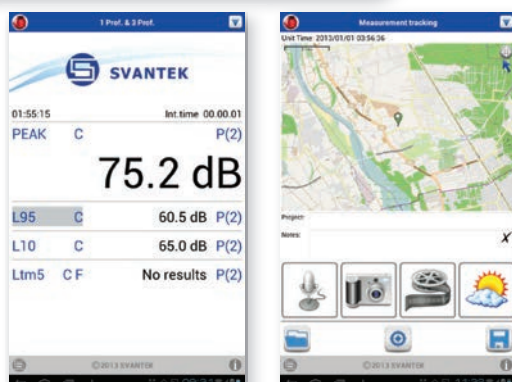 1 Prof. & 3 Prof.
SVANTEK
01:55:15 Int.time 00.00.01
PEAK C P(2)
75.2 dB
L95 C 60.5 dB P(2)
L10 C 65.0 dB P(2)
Ltm5 C F No results P(2)
©2013 SVANTEK
Measurement tracking
Unit Time: 2013/01/01 03:56:36
Project:
Notes:
X
©2013 SVANTEK